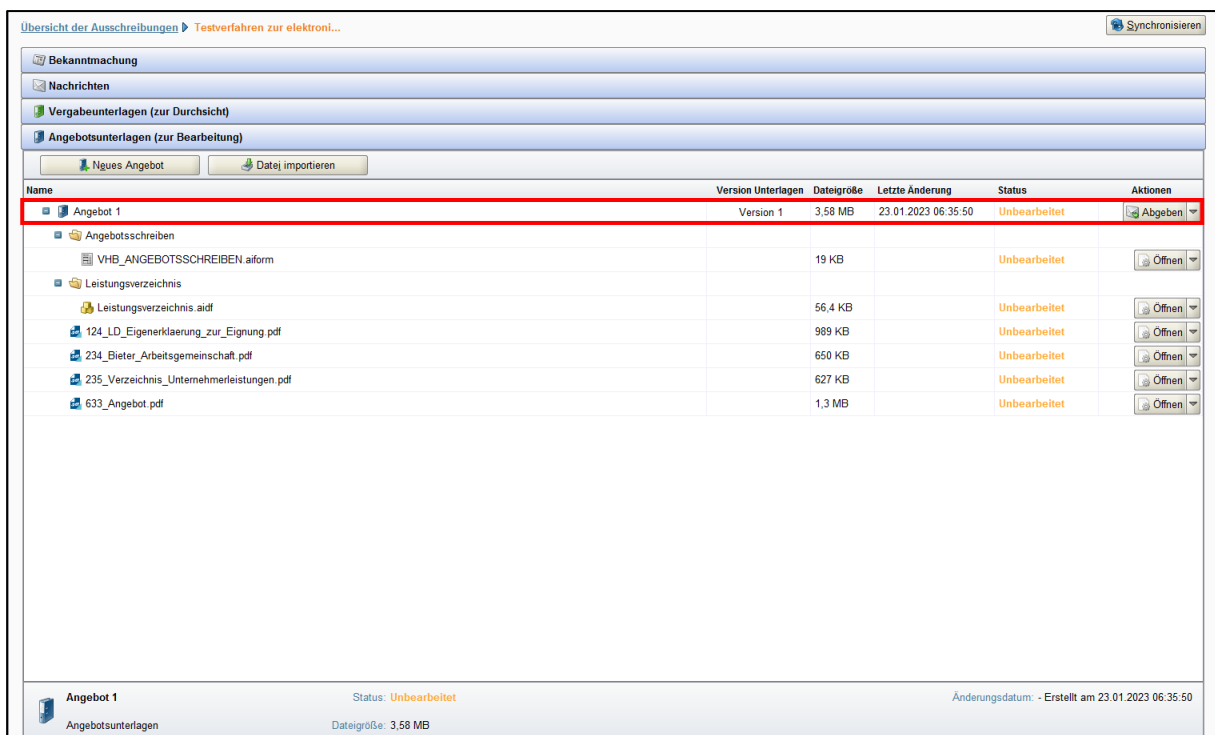 Übersicht der Ausschreibungen Testverfahren zur elektroni... Synchronisieren
Bekanntmachung
Nachrichten
Vergabeunterlagen (zur Durchsicht)
Angebotsunterlagen (zur Bearbeitung)
Neues Angebot Datei importieren
Name Version Unterlagen Dateigröße Letzte Änderung Status Aktionen
Angebot 1 Version 1 3,58 MB 23.01.2023 06:35:50 Unbearbeitet Abgeben
Angebotsschreiben
VHB_ANGEBOTSSCHREIBEN.aiform 19 KB Unbearbeitet Öffnen
Leistungsverzeichnis
Leistungsverzeichnis.aidf 56,4 KB Unbearbeitet Öffnen
124_LD_Eigenerklaerung_zur_Eignung.pdf 989 KB Unbearbeitet Öffnen
234_Bieter_Arbeitsgemeinschaft.pdf 650 KB Unbearbeitet Öffnen
235_Verzeichnis_Unternehmerleistungen.pdf 627 KB Unbearbeitet Öffnen
633_Angebot.pdf 1,3 MB Unbearbeitet Öffnen
Angebot 1 Status: Unbearbeitet Änderungsdatum: - Erstellt am 23.01.2023 06:35:50
Angebotsunterlagen Dateigröße: 3,58 MB